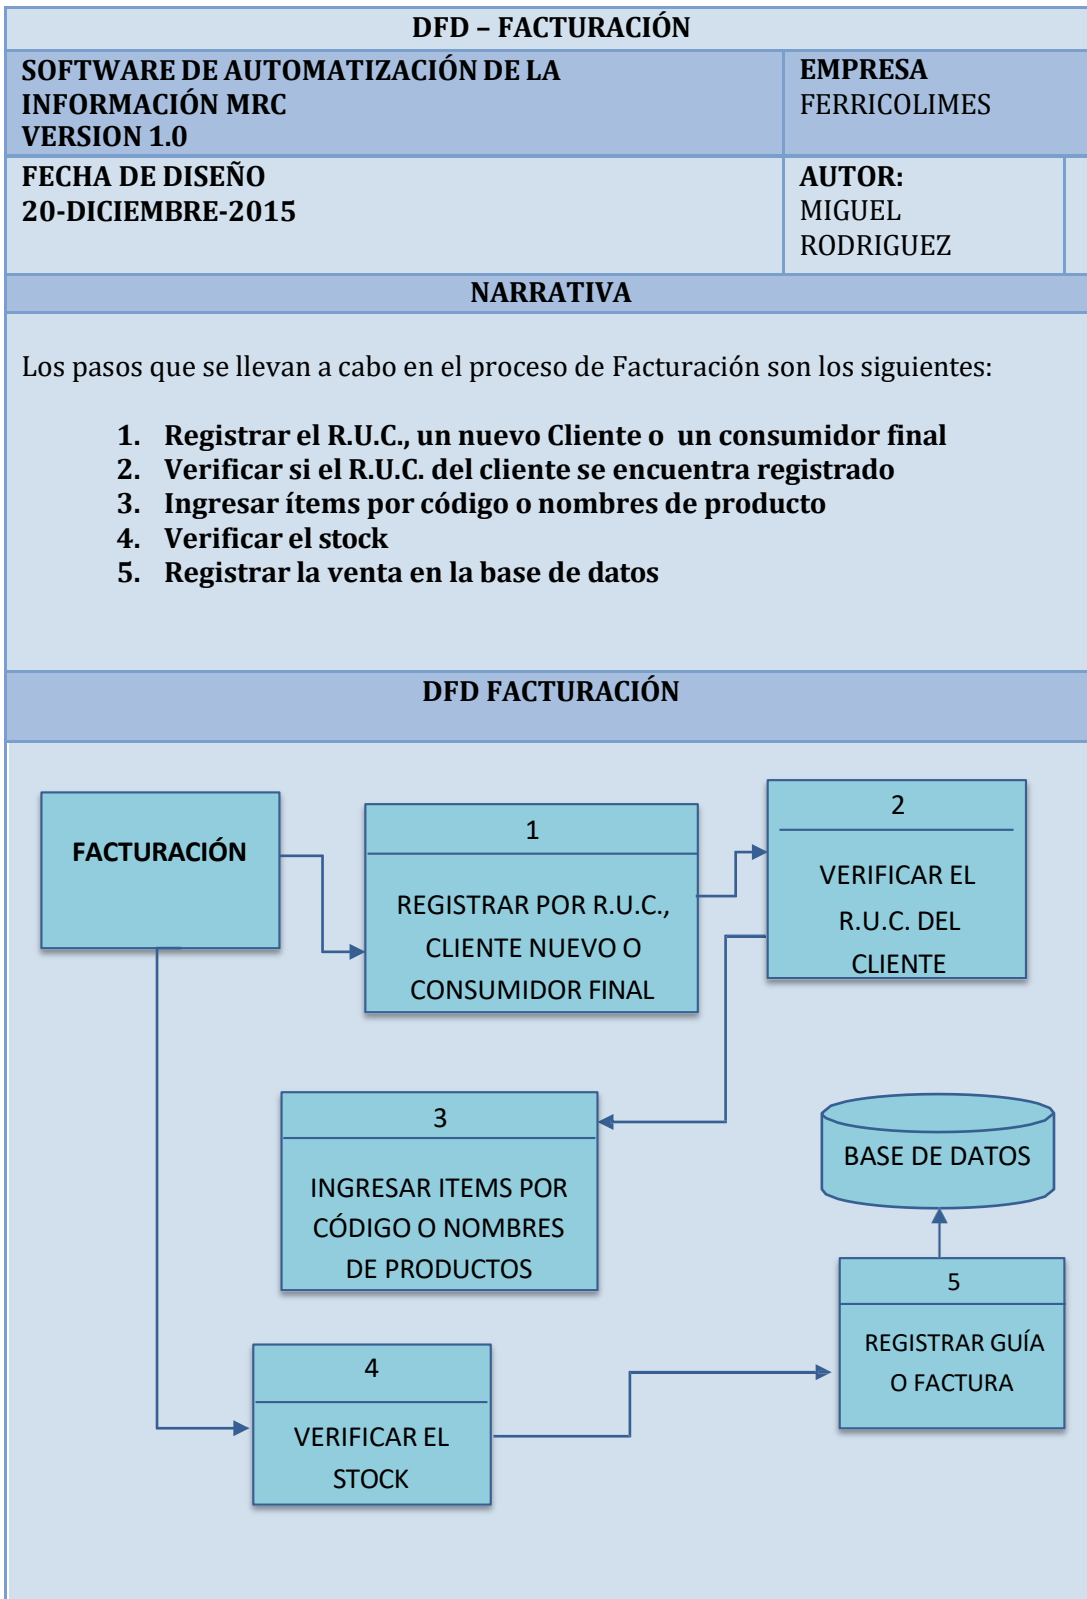 DFD – FACTURACIÓN
SOFTWARE DE AUTOMATIZACIÓN DE LA
INFORMACIÓN MRC
VERSION 1.0
EMPRESA
FERRICOLIMES
FECHA DE DISEÑO
20-DICIEMBRE-2015
AUTOR:
MIGUEL
RODRIGUEZ
NARRATIVA
Los pasos que se llevan a cabo en el proceso de Facturación son los siguientes:
1. Registrar el R.U.C., un nuevo Cliente o un consumidor final
2. Verificar si el R.U.C. del cliente se encuentra registrado
3. Ingresar ítems por código o nombres de producto
4. Verificar el stock
5. Registrar la venta en la base de datos
DFD FACTURACIÓN
FACTURACIÓN
1
REGISTRAR POR R.U.C.,
CLIENTE NUEVO O
CONSUMIDOR FINAL
2
VERIFICAR EL
R.U.C. DEL
CLIENTE
3
INGRESAR ITEMS POR
CÓDIGO O NOMBRES
DE PRODUCTOS
BASE DE DATOS
4
VERIFICAR EL
STOCK
5
REGISTRAR GUÍA
O FACTURA